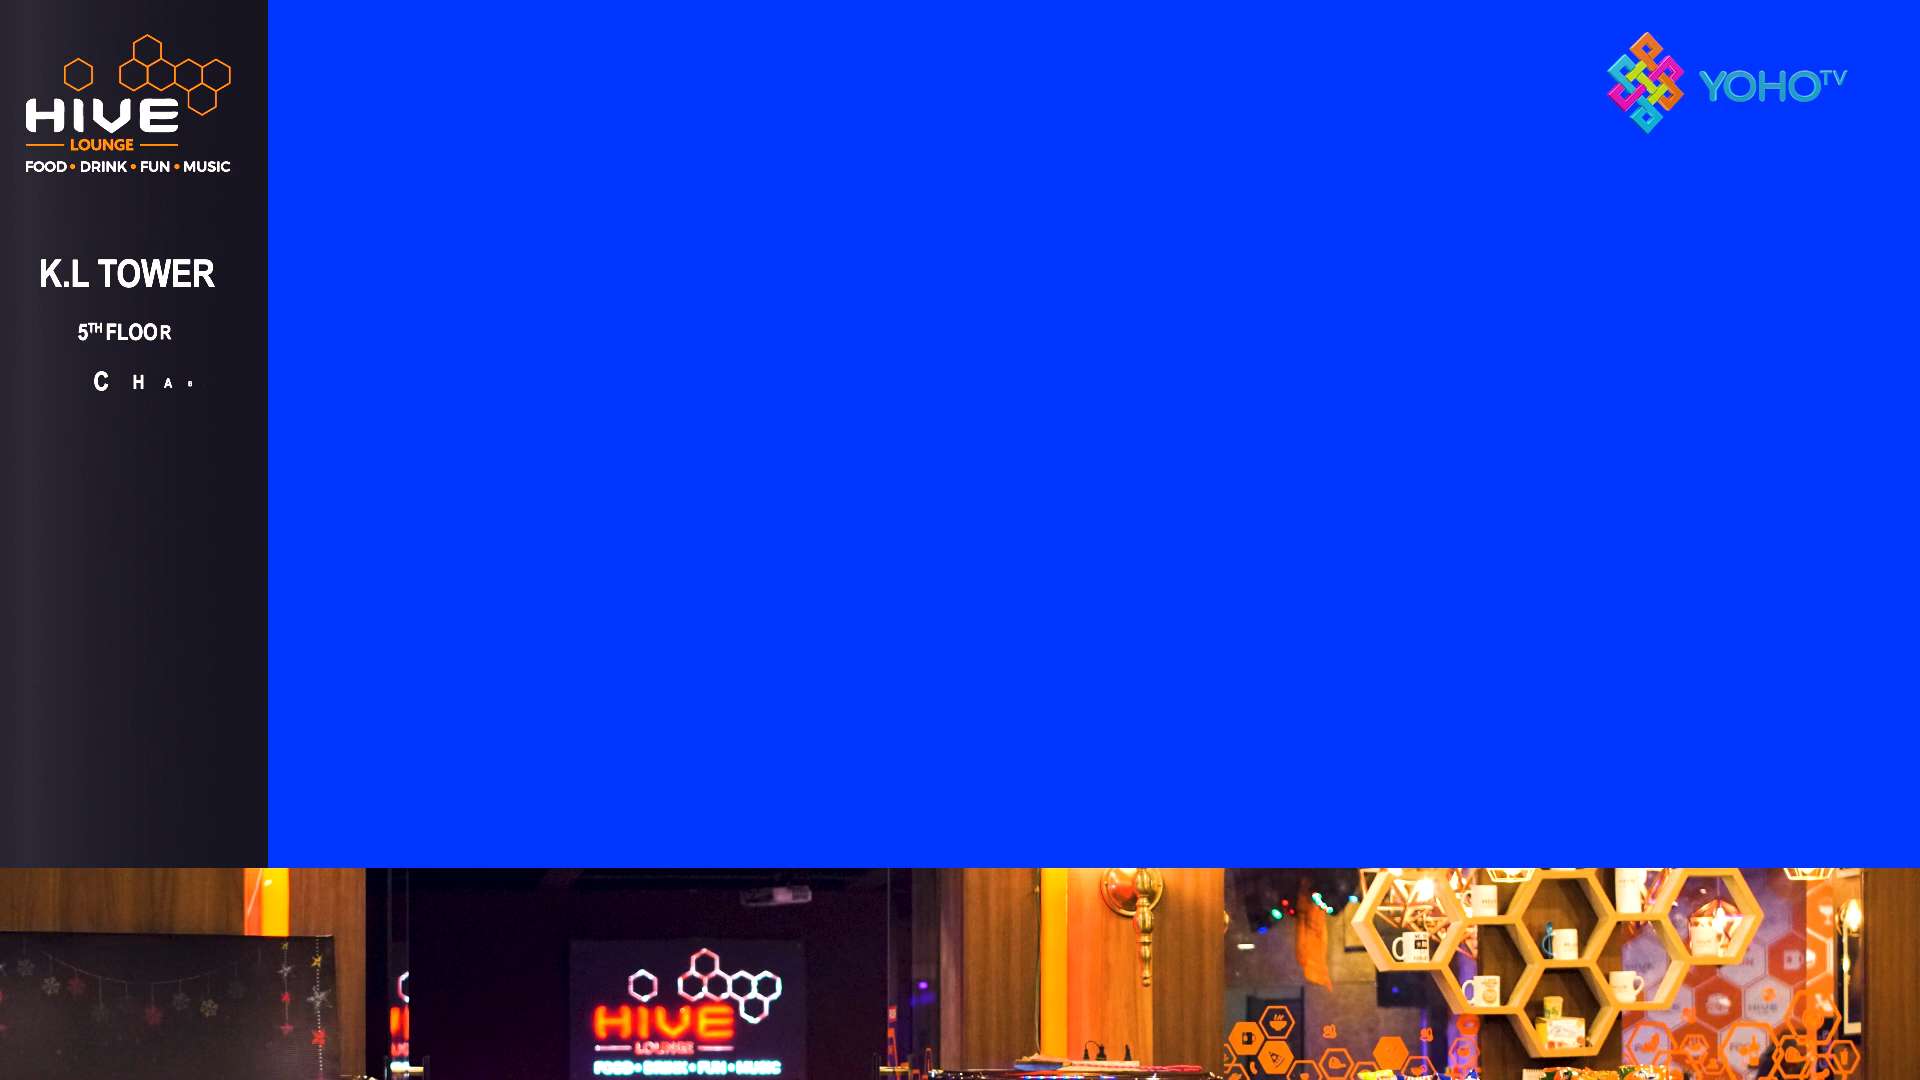 HIVE
LOUNGE
FOOD • DRINK • FUN • MUSIC
K.L TOWER
5TH FLOOR
C H A
YOHO TV
HIVE
LOUNGE
FOOD • DRINK • FUN • MUSIC